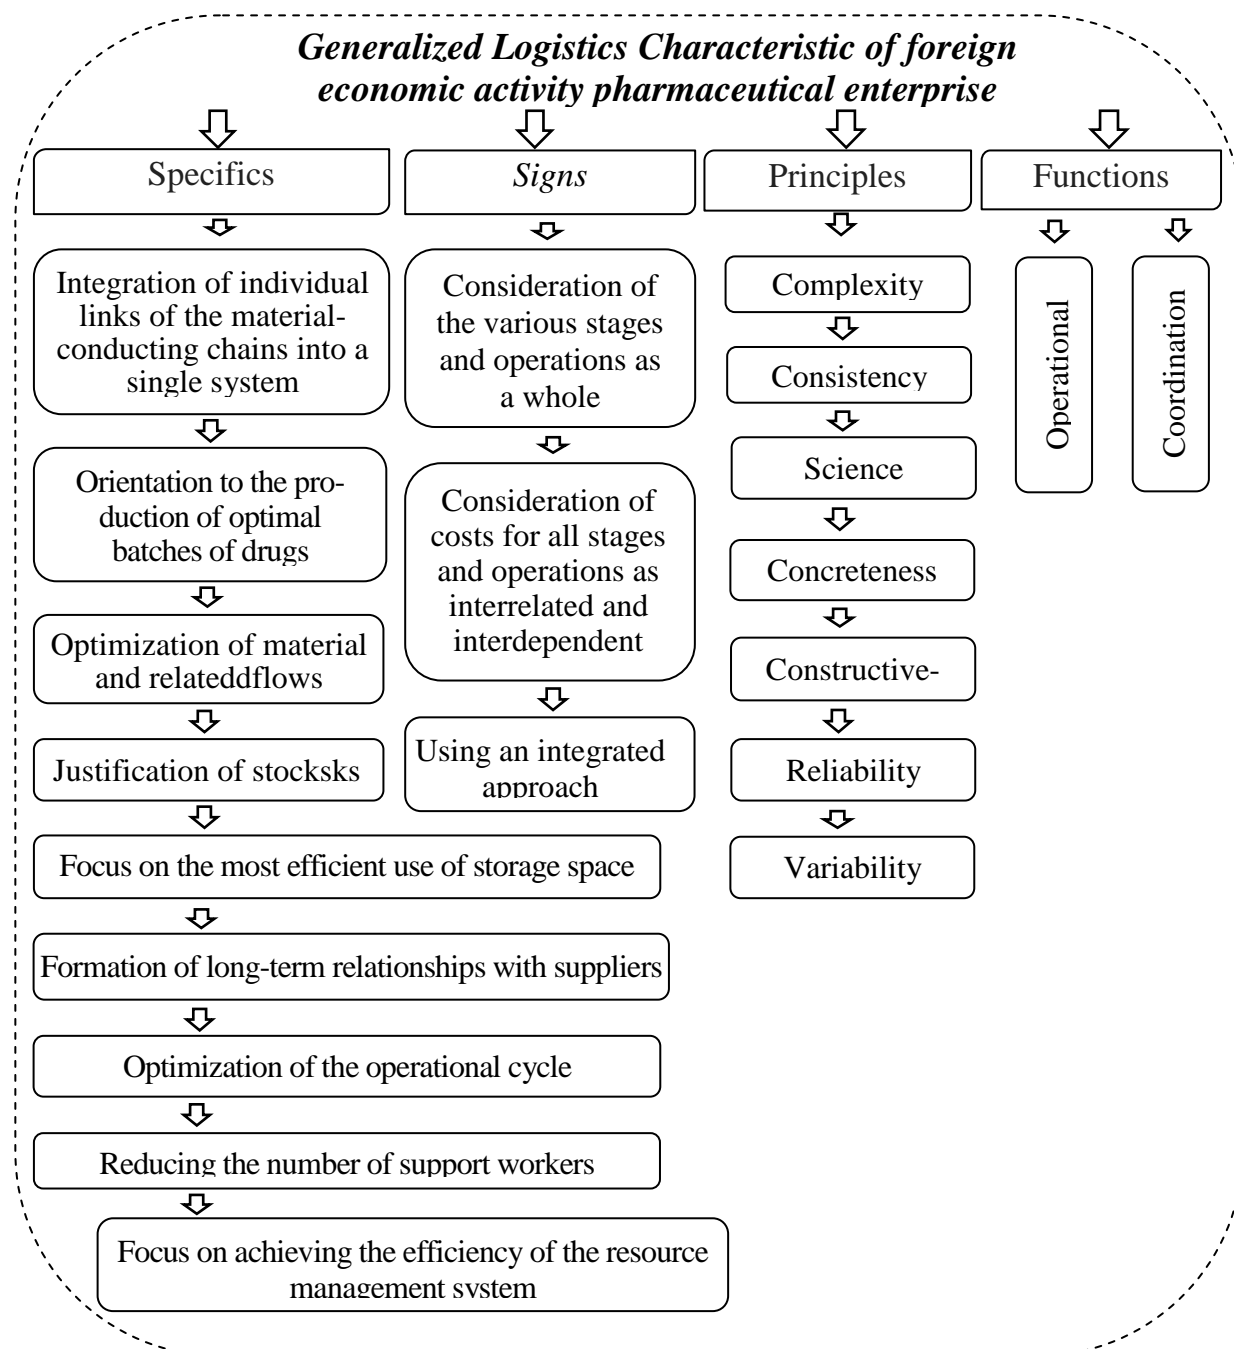 Generalized Logistics Characteristic of foreign
economic activity pharmaceutical enterprise
Specifics
Signs
Principles
Functions
Integration of individual
links of the material-
conducting chains into a
single system
Orientation to the pro-
duction of optimal
batches of drugs
Optimization of material
and relateddflows
Justification of stocksks
Focus on the most efficient use of storage space
Formation of long-term relationships with suppliers
Optimization of the operational cycle
Reducing the number of support workers
Focus on achieving the efficiency of the resource
management system
Consideration of
the various stages
and operations as
a whole
Consideration of
costs for all stages
and operations as
interrelated and
interdependent
Using an integrated
approach
Complexity
Consistency
Science
Concreteness
Constructive-
Reliability
Variability
Operational
Coordination